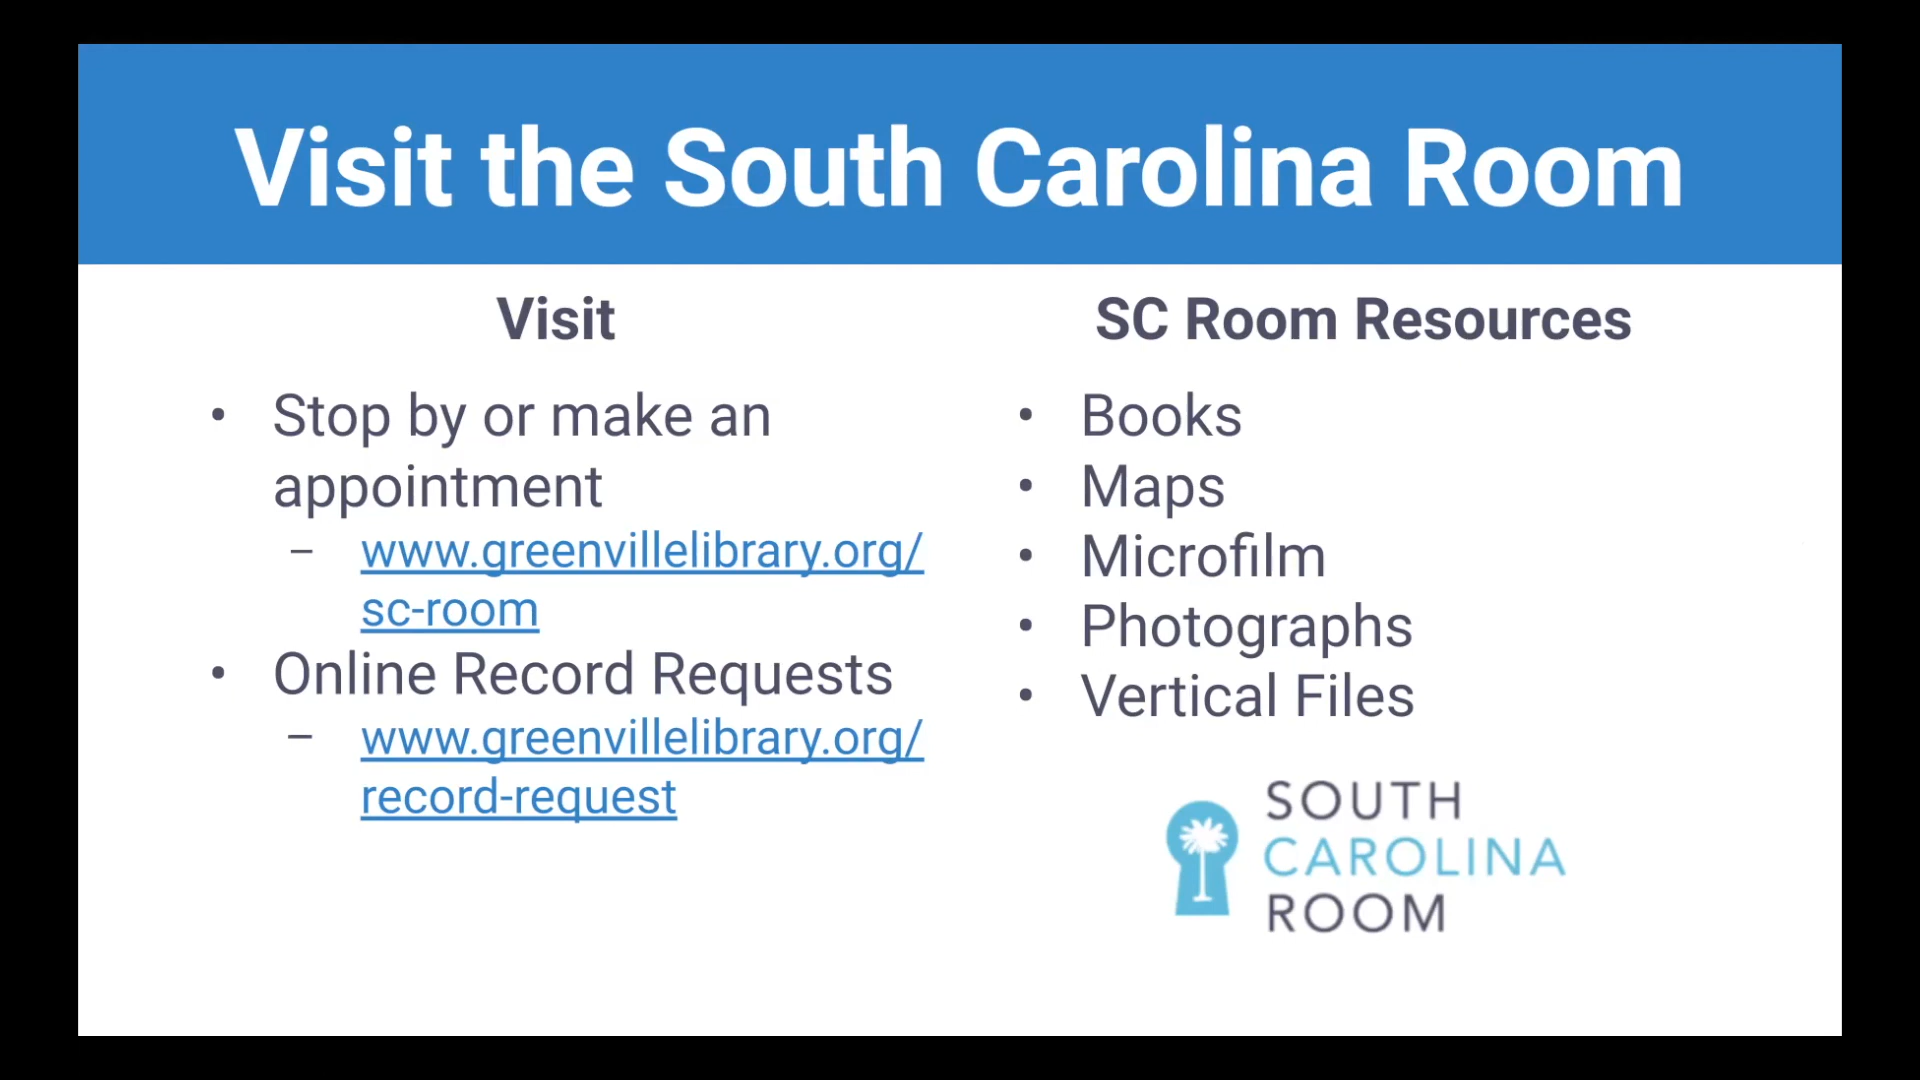 Visit the South Carolina Room
Visit
• Stop by or make an
appointment
– www.greenvillelibrary.org/
sc-room
• Online Record Requests
– www.greenvillelibrary.org/
record-request
SC Room Resources
• Books
• Maps
• Microfilm
• Photographs
• Vertical Files
SOUTH
CAROLINA
ROOM